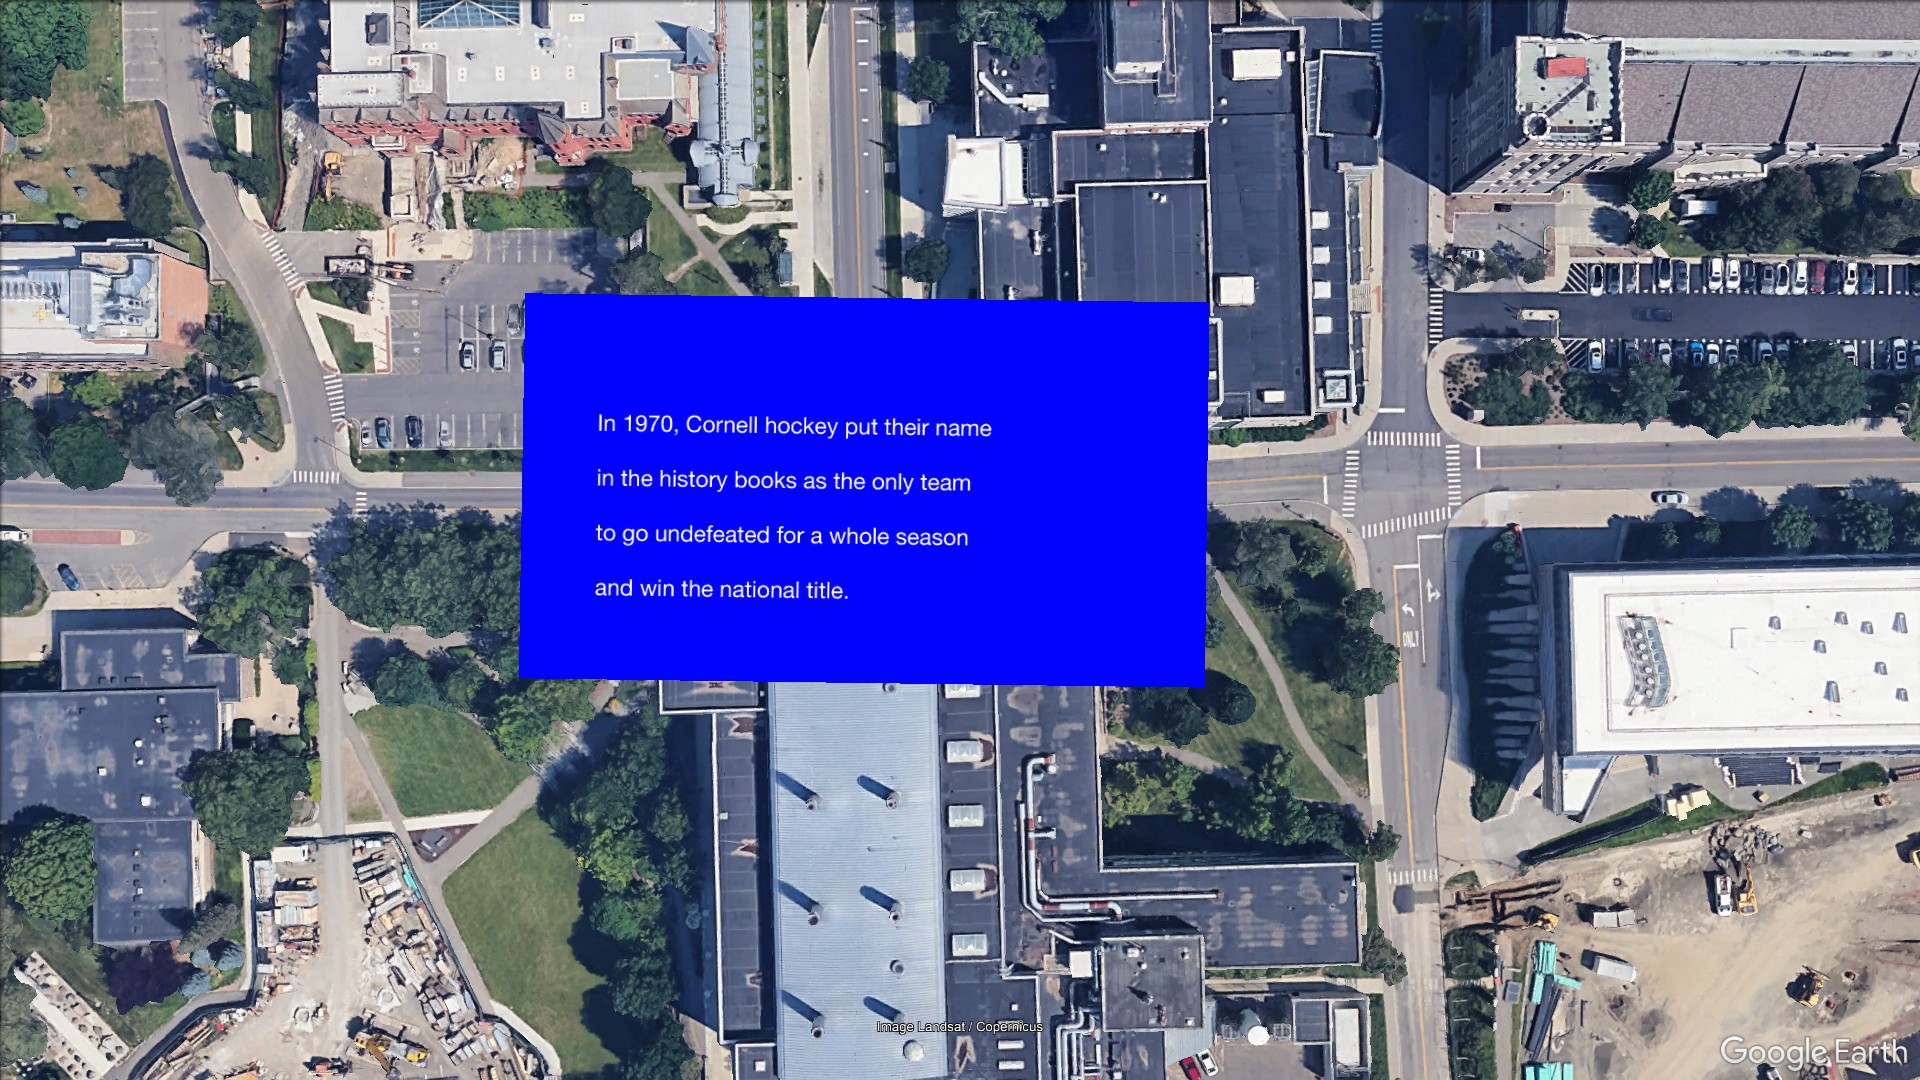 In 1970, Cornell hockey put their name
in the history books as the only team
to go undefeated for a whole season
and win the national title.
ONLY
Image Landsat / Copernicus
Google Earth